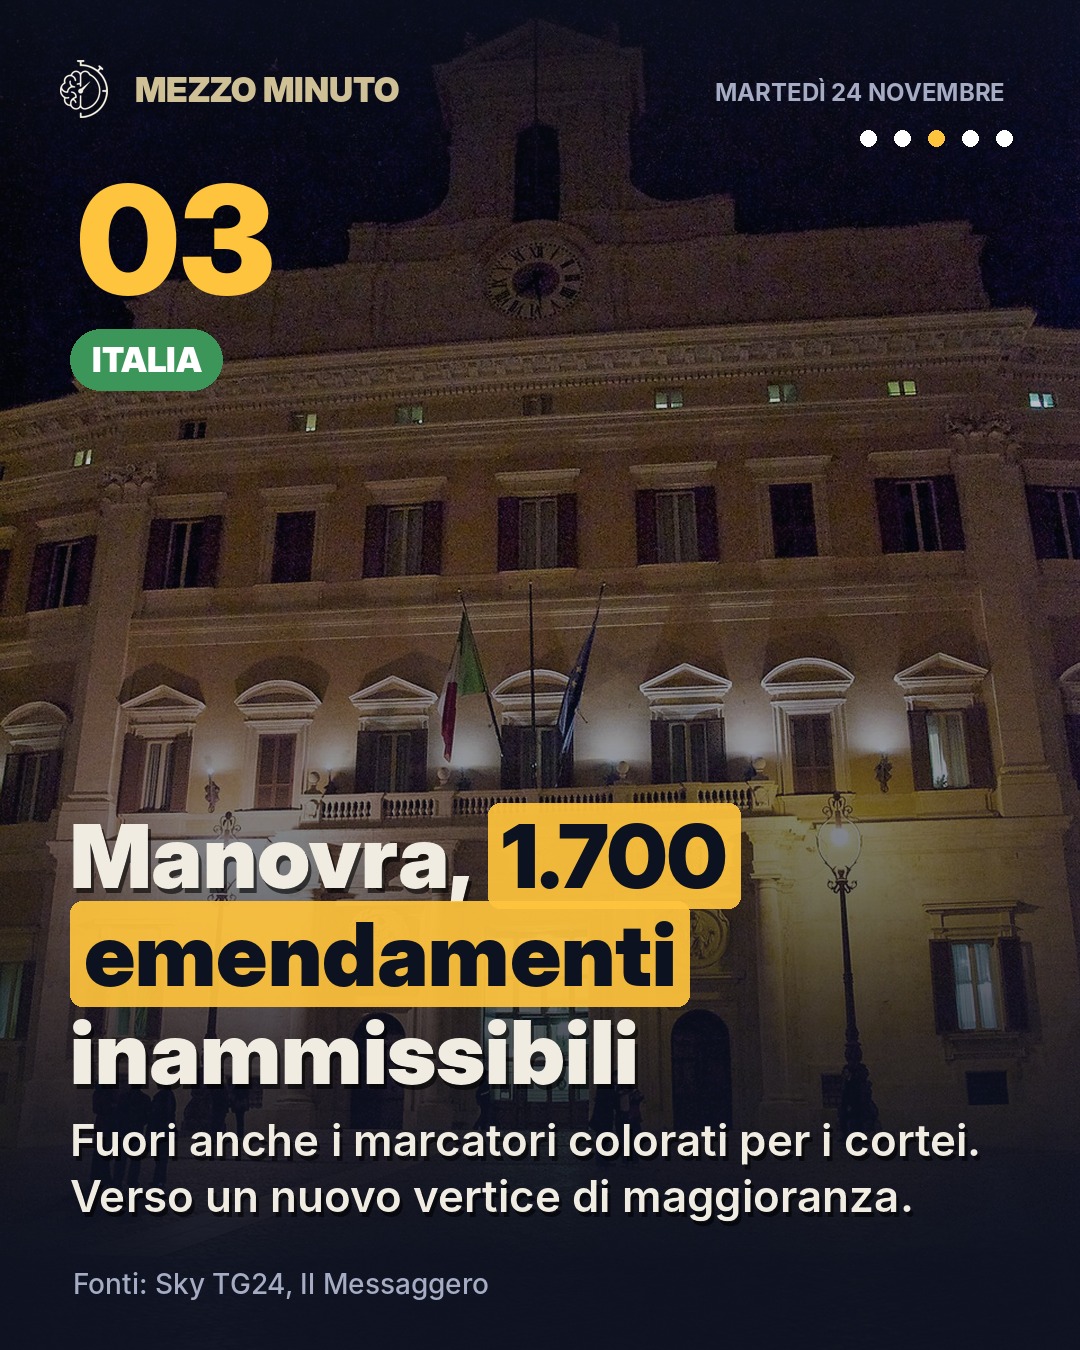 MEZZO MINUTO
MARTEDÌ 24 NOVEMBRE
03
ITALIA
Manovra, 1.700
emendamenti
inammissibili
Fuori anche i marcatori colorati per i cortei.
Verso un nuovo vertice di maggioranza.
Fonti: Sky TG24, Il Messaggero